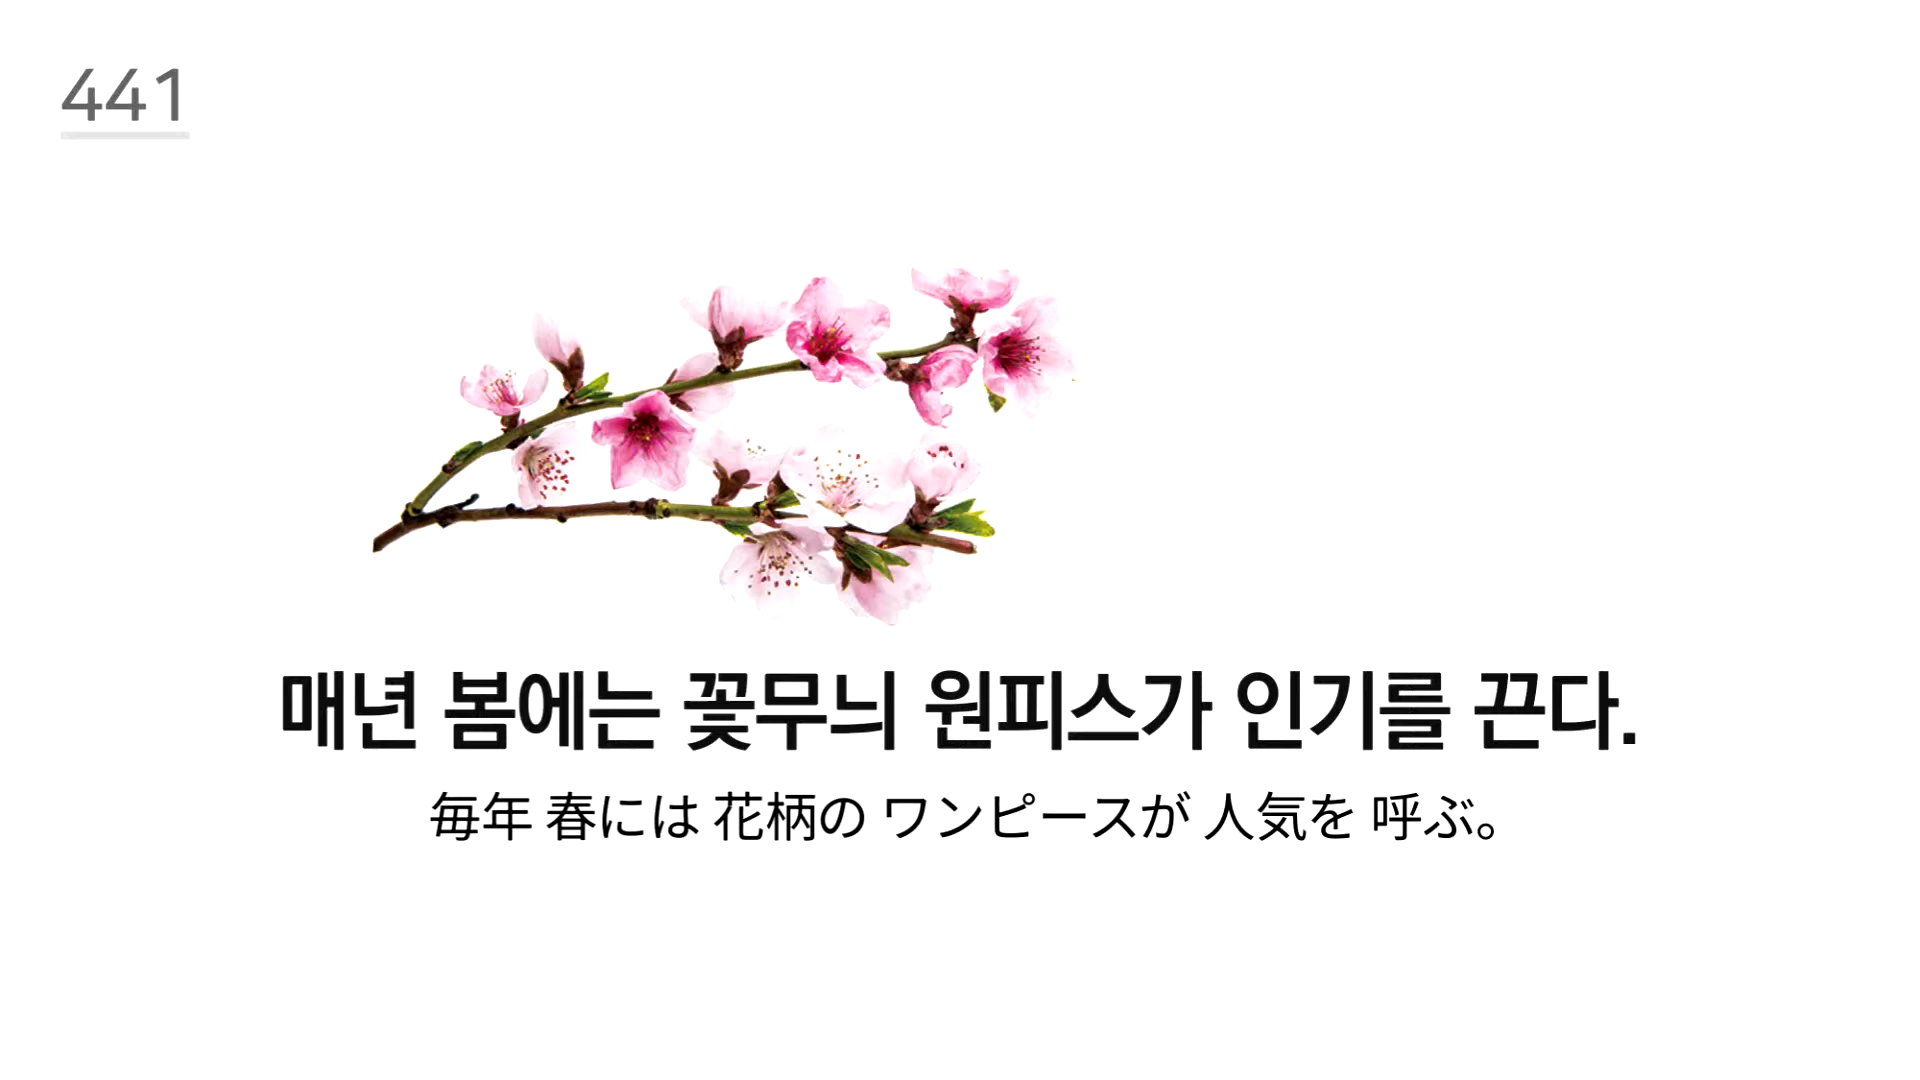 441
매년 봄에는 꽃무늬 원피스가 인기를 끈다.
毎年 春には 花柄の ワンピースが 人気を 呼ぶ。